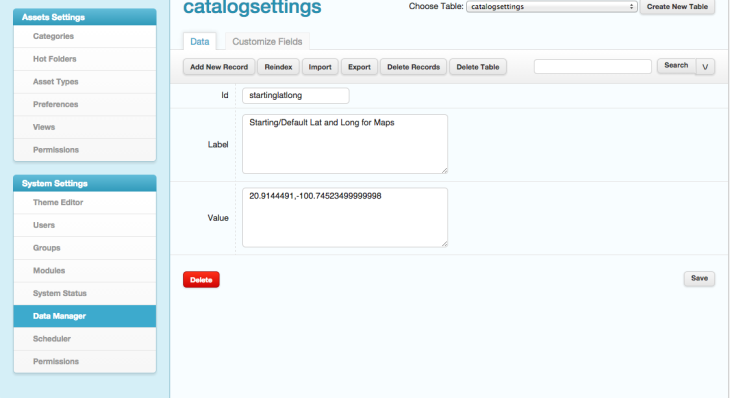 Assets Settings
Categories
Hot Folders
Asset Types
Preferences
Views
Permissions
System Settings
Theme Editor
Users
Groups
Modules
System Status
Data Manager
Scheduler
Permissions
catalogsettings
Choose Table: catalogsettings Create New Table
Data Customize Fields
Add New Record Reindex Import Export Delete Records Delete Table Search V
Id startinglatlong
Label Starting/Default Lat and Long for Maps
Value 20.9144491,-100.74523499999998
Delete Save